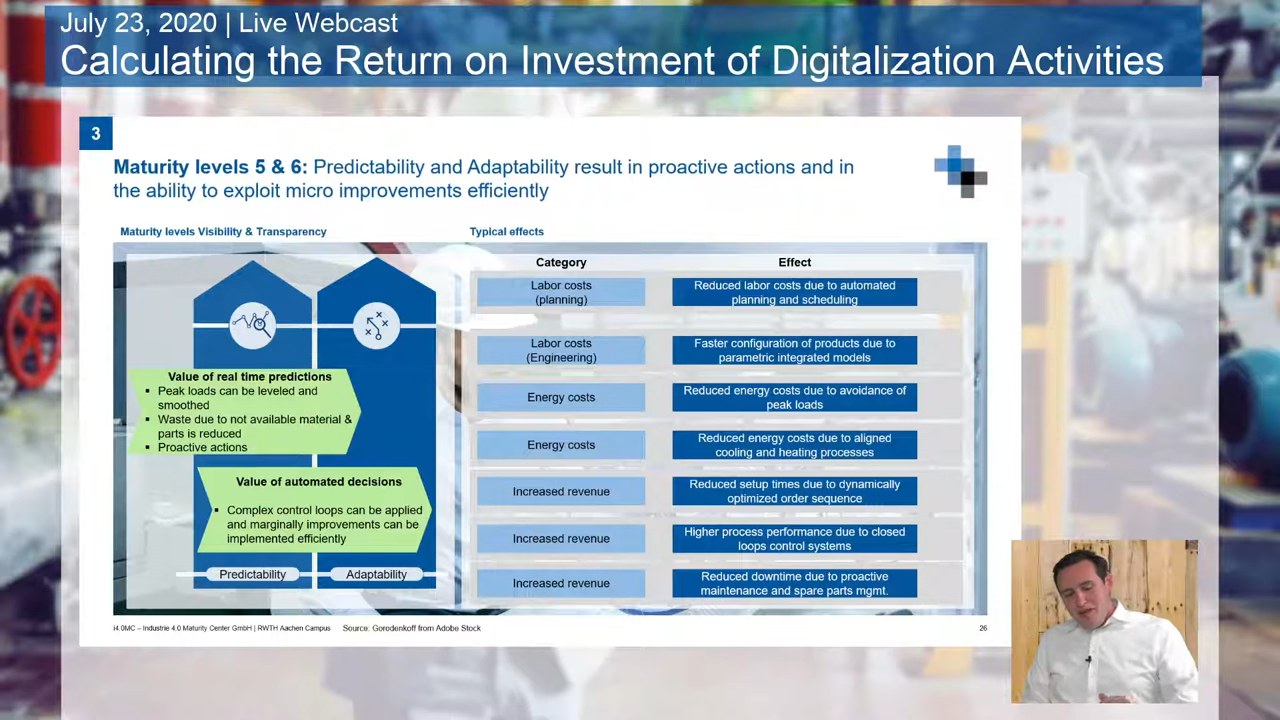 July 23, 2020 | Live Webcast
Calculating the Return on Investment of Digitalization Activities
3
Maturity levels 5 & 6: Predictability and Adaptability result in proactive actions and in
the ability to exploit micro improvements efficiently
Maturity levels Visibility & Transparency
Typical effects
Category
Effect
Labor costs
(planning)
Reduced labor costs due to automated
planning and scheduling
Labor costs
(Engineering)
Faster configuration of products due to
parametric integrated models
Energy costs
Reduced energy costs due to avoidance of
peak loads
Energy costs
Reduced energy costs due to aligned
cooling and heating processes
Increased revenue
Reduced setup times due to dynamically
optimized order sequence
Increased revenue
Higher process performance due to closed
loops control systems
Increased revenue
Reduced downtime due to proactive
maintenance and spare parts mgmt.
Value of real time predictions
▪ Peak loads can be leveled and
smoothed
▪ Waste due to not available material &
parts is reduced
▪ Proactive actions
Value of automated decisions
▪ Complex control loops can be applied
and marginally improvements can be
implemented efficiently
Predictability
Adaptability
i4.0MC – Industrie 4.0 Maturity Center GmbH | RWTH Aachen Campus
Source: Gorodenkoff from Adobe Stock
26